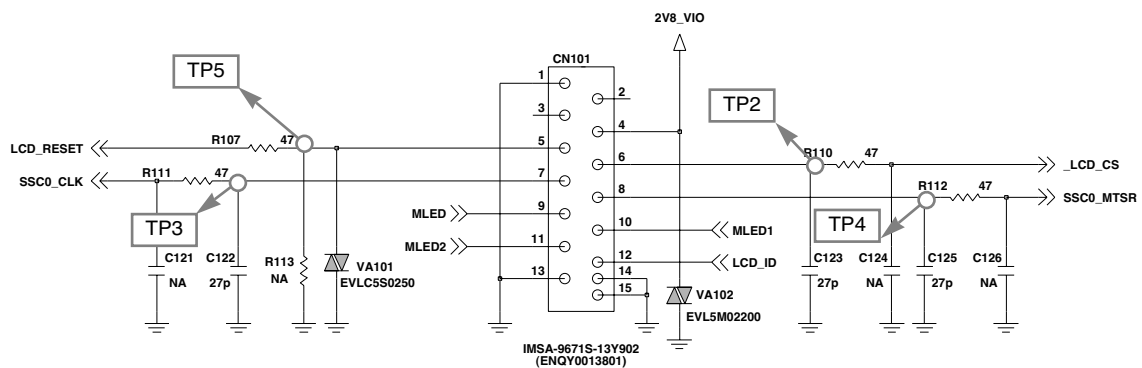 2V8_VIO
CN101
TP5
TP2
1
2
3
4
R107
47
5
R110
47
LCD_RESET
6
_LCD_CS
R111
47
SSC0_CLK
7
R112
47
8
SSC0_MTSR
MLED
9
TP3
TP4
10
MLED1
MLED2
11
12
LCD_ID
C121
NA
C122
27p
R113
NA
VA101
EVLC5S0250
13
14
15
VA102
EVL5M02200
C123
27p
C124
NA
C125
27p
C126
NA
IMSA-9671S-13Y902
(ENQY0013801)